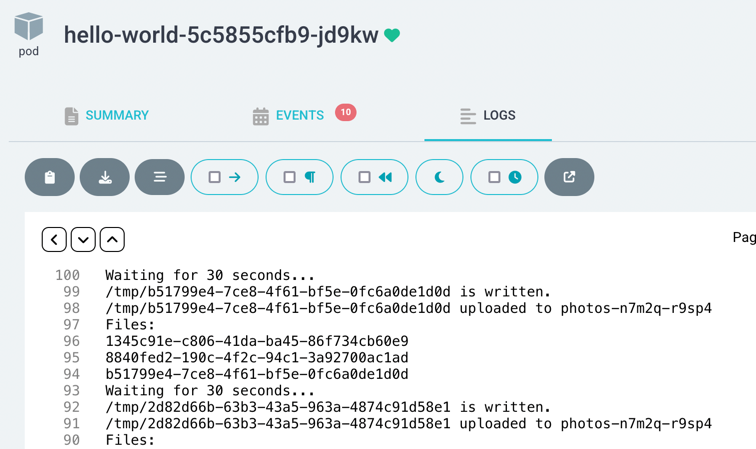 hello-world-5c5855cfb9-jd9kw
pod
SUMMARY
EVENTS 10
LOGS
Pag
100 Waiting for 30 seconds...
99 /tmp/b51799e4-7ce8-4f61-bf5e-0fc6a0de1d0d is written.
98 /tmp/b51799e4-7ce8-4f61-bf5e-0fc6a0de1d0d uploaded to photos-n7m2q-r9sp4
97 Files:
96 1345c91e-c806-41da-ba45-86f734cb60e9
95 8840fed2-190c-4f2c-94c1-3a92700ac1ad
94 b51799e4-7ce8-4f61-bf5e-0fc6a0de1d0d
93 Waiting for 30 seconds...
92 /tmp/2d82d66b-63b3-43a5-963a-4874c91d58e1 is written.
91 /tmp/2d82d66b-63b3-43a5-963a-4874c91d58e1 uploaded to photos-n7m2q-r9sp4
90 Files: